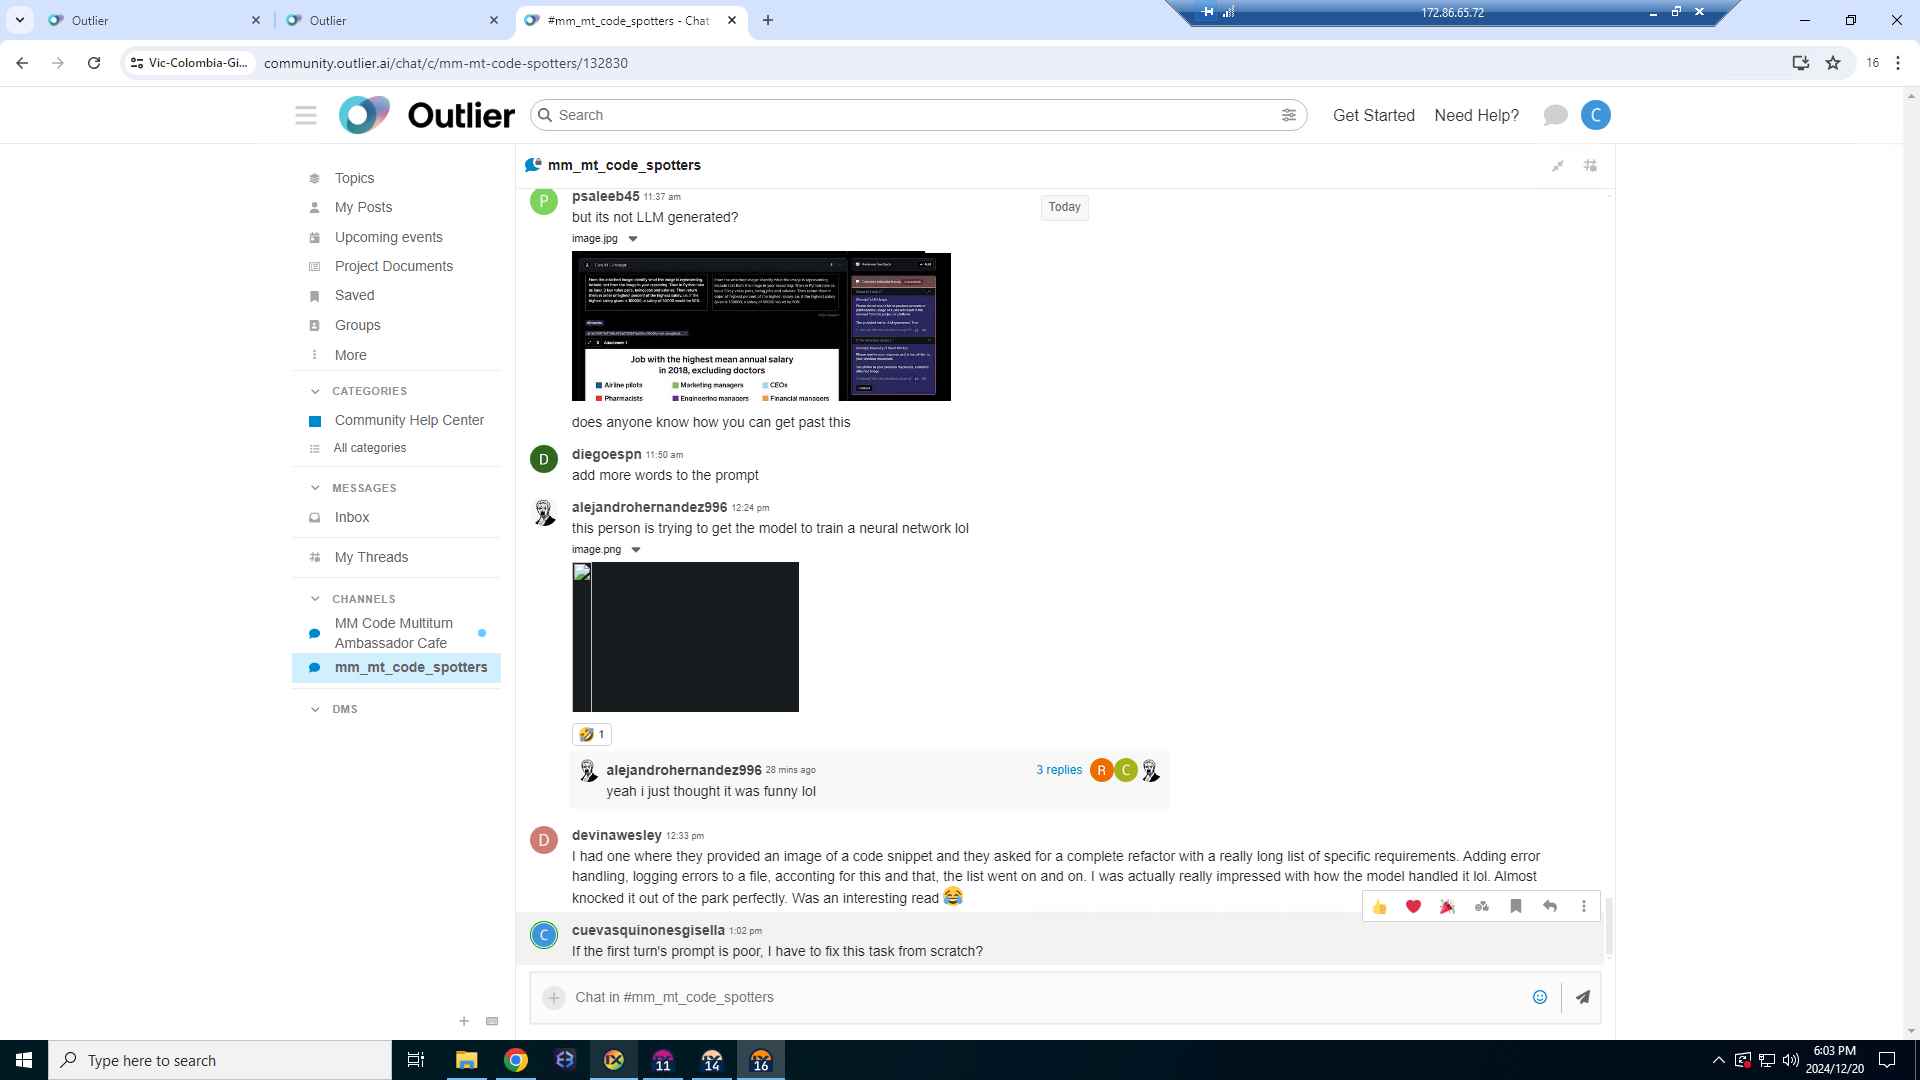 Outlier
Outlier
#mm_mt_code_spotters - Chat
172.86.65.72
Vic-Colombia-Gi...
community.outlier.ai/chat/c/mm-mt-code-spotters/132830
16
Outlier
Search
Get Started
Need Help?
C
Topics
My Posts
Upcoming events
Project Documents
Saved
Groups
More
CATEGORIES
Community Help Center
All categories
MESSAGES
Inbox
My Threads
CHANNELS
MM Code Multiturn
Ambassador Cafe
mm_mt_code_spotters
DMS
mm_mt_code_spotters
Today
P
psaleeb45 11:37 am
but its not LLM generated?
image.jpg
Job with the highest mean annual salary
in 2018, excluding doctors
Airline pilots
Marketing managers
CEOs
Pharmacists
Engineering managers
Financial managers
does anyone know how you can get past this
D
diegoespn 11:50 am
add more words to the prompt
alejandrohernandez996 12:24 pm
this person is trying to get the model to train a neural network lol
image.png
1
alejandrohernandez996 28 mins ago
3 replies
R
C
yeah i just thought it was funny lol
D
devinawesley 12:33 pm
I had one where they provided an image of a code snippet and they asked for a complete refactor with a really long list of specific requirements. Adding error
handling, logging errors to a file, acconting for this and that, the list went on and on. I was actually really impressed with how the model handled it lol. Almost
knocked it out of the park perfectly. Was an interesting read 😂
C
cuevasquinonesgisella 1:02 pm
If the first turn's prompt is poor, I have to fix this task from scratch?
Chat in #mm_mt_code_spotters
Type here to search
11
14
16
6:03 PM
2024/12/20